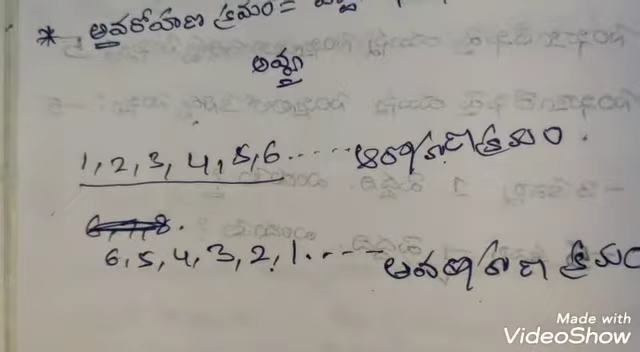 * అవరోహణ క్రమం =
అమ్మ
1, 2, 3, 4, 5, 6 ...... ఆరోహణ క్రమం.
6, 5, 4, 3, 2, 1. ---- అవరోహణ క్రమం
Made with
VideoShow